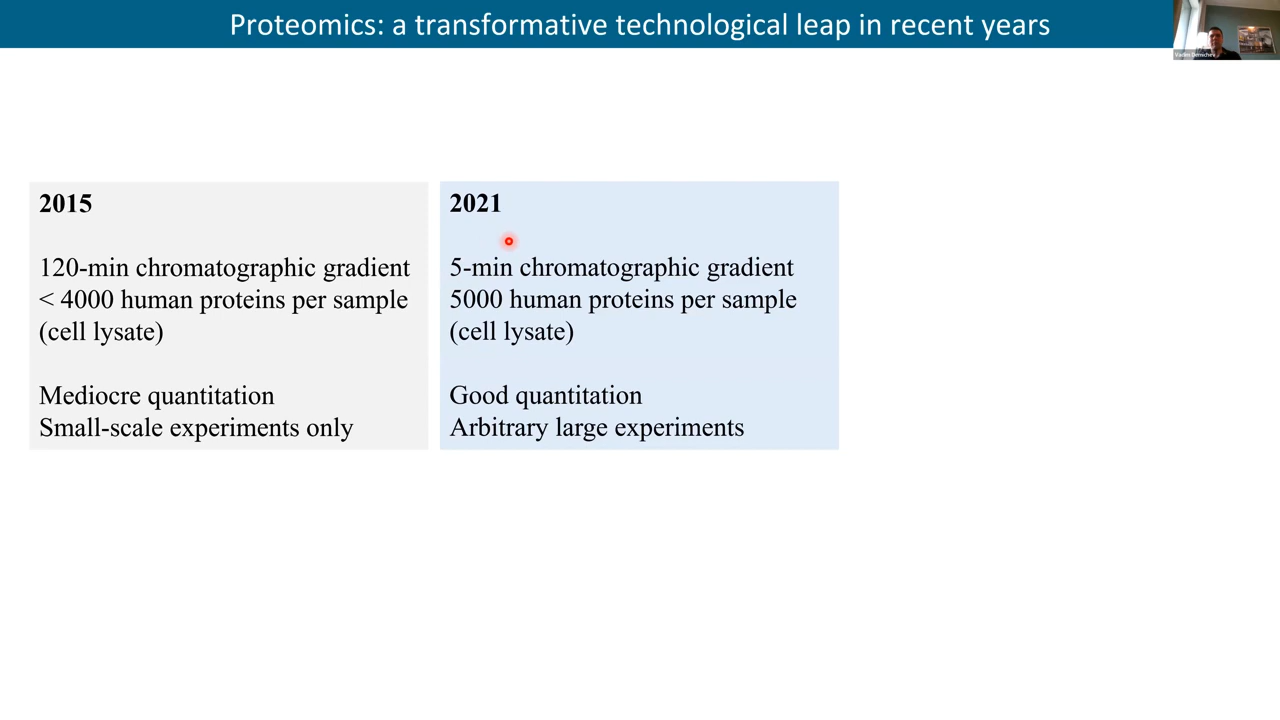 Proteomics: a transformative technological leap in recent years
Vadim Demichev
2015
120-min chromatographic gradient
< 4000 human proteins per sample
(cell lysate)
Mediocre quantitation
Small-scale experiments only
2021
5-min chromatographic gradient
5000 human proteins per sample
(cell lysate)
Good quantitation
Arbitrary large experiments